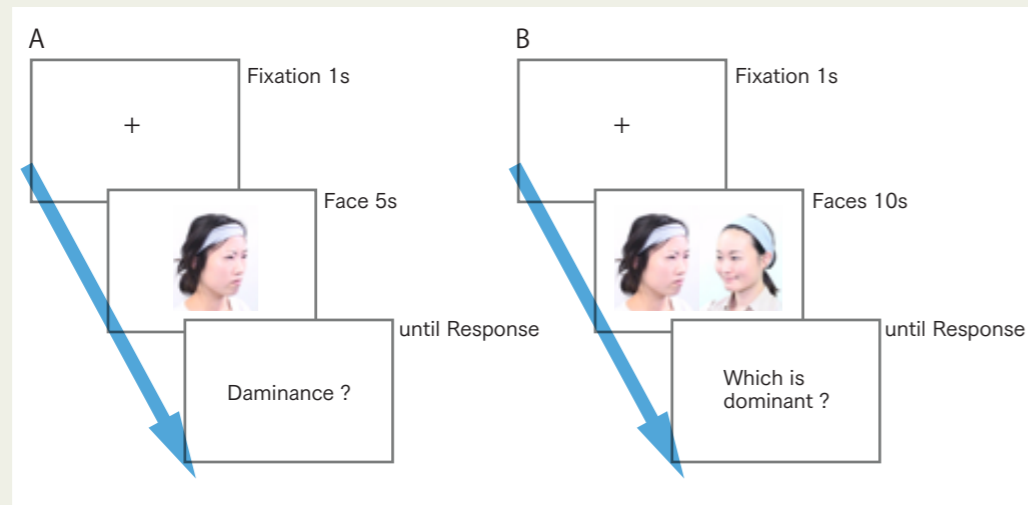 A
Fixation 1s
+
Face 5s
until Response
Daminance ?
B
Fixation 1s
+
Faces 10s
until Response
Which is
dominant ?